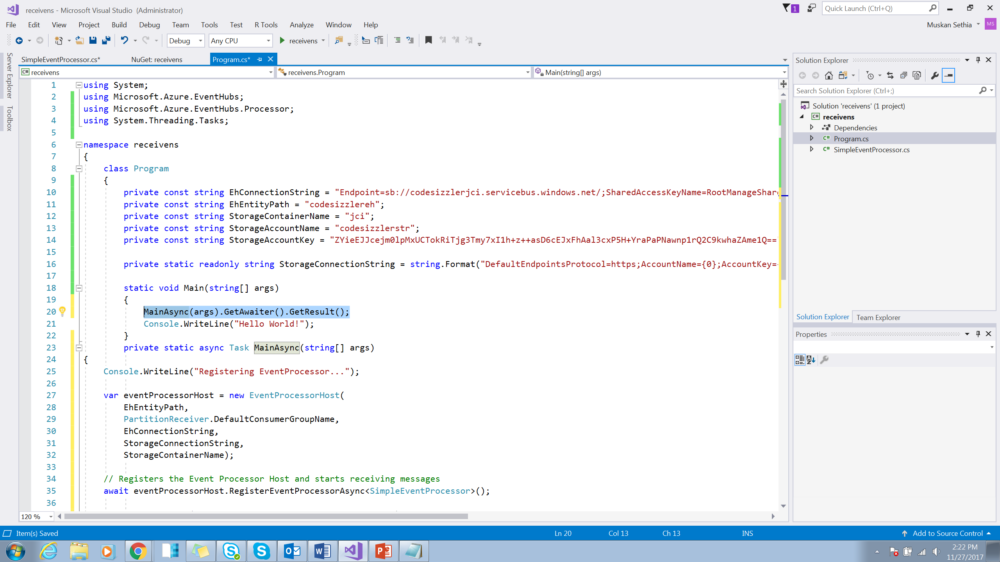 receivens - Microsoft Visual Studio (Administrator)
1
Quick Launch (Ctrl+Q)
File Edit View Project Build Debug Team Tools Test R Tools Analyze Window Help
Muskan Sethia MS
Debug Any CPU receivens
Server Explorer
Toolbox
SimpleEventProcessor.cs* NuGet: receivens Program.cs*
receivens receivens.Program Main(string[] args)
1 using System;
2 using Microsoft.Azure.EventHubs;
3 using Microsoft.Azure.EventHubs.Processor;
4 using System.Threading.Tasks;
5
6 namespace receivens
7 {
8 class Program
9 {
10 private const string EhConnectionString = "Endpoint=sb://codesizzlerjci.servicebus.windows.net/;SharedAccessKeyName=RootManageShare
11 private const string EhEntityPath = "codesizzlereh";
12 private const string StorageContainerName = "jci";
13 private const string StorageAccountName = "codesizzlerstr";
14 private const string StorageAccountKey = "ZYieEJJcejm0lpMxUCTokRiTjg3Tmy7xI1h+z++asD6cEJxFhAal3cxP5H+YraPaPNawnp1rQ2C9kwhaZAme1Q=="
15
16 private static readonly string StorageConnectionString = string.Format("DefaultEndpointsProtocol=https;AccountName={0};AccountKey={
17
18 static void Main(string[] args)
19 {
20 MainAsync(args).GetAwaiter().GetResult();
21 Console.WriteLine("Hello World!");
22 }
23 private static async Task MainAsync(string[] args)
24 {
25 Console.WriteLine("Registering EventProcessor...");
26
27 var eventProcessorHost = new EventProcessorHost(
28 EhEntityPath,
29 PartitionReceiver.DefaultConsumerGroupName,
30 EhConnectionString,
31 StorageConnectionString,
32 StorageContainerName);
33
34 // Registers the Event Processor Host and starts receiving messages
35 await eventProcessorHost.RegisterEventProcessorAsync<SimpleEventProcessor>();
36
120 %
Solution Explorer
Search Solution Explorer (Ctrl+;)
Solution 'receivens' (1 project)
C# receivens
Dependencies
C# Program.cs
C# SimpleEventProcessor.cs
Solution Explorer Team Explorer
Properties
Item(s) Saved Ln 20 Col 13 Ch 13 INS Add to Source Control
2:22 PM
11/27/2017